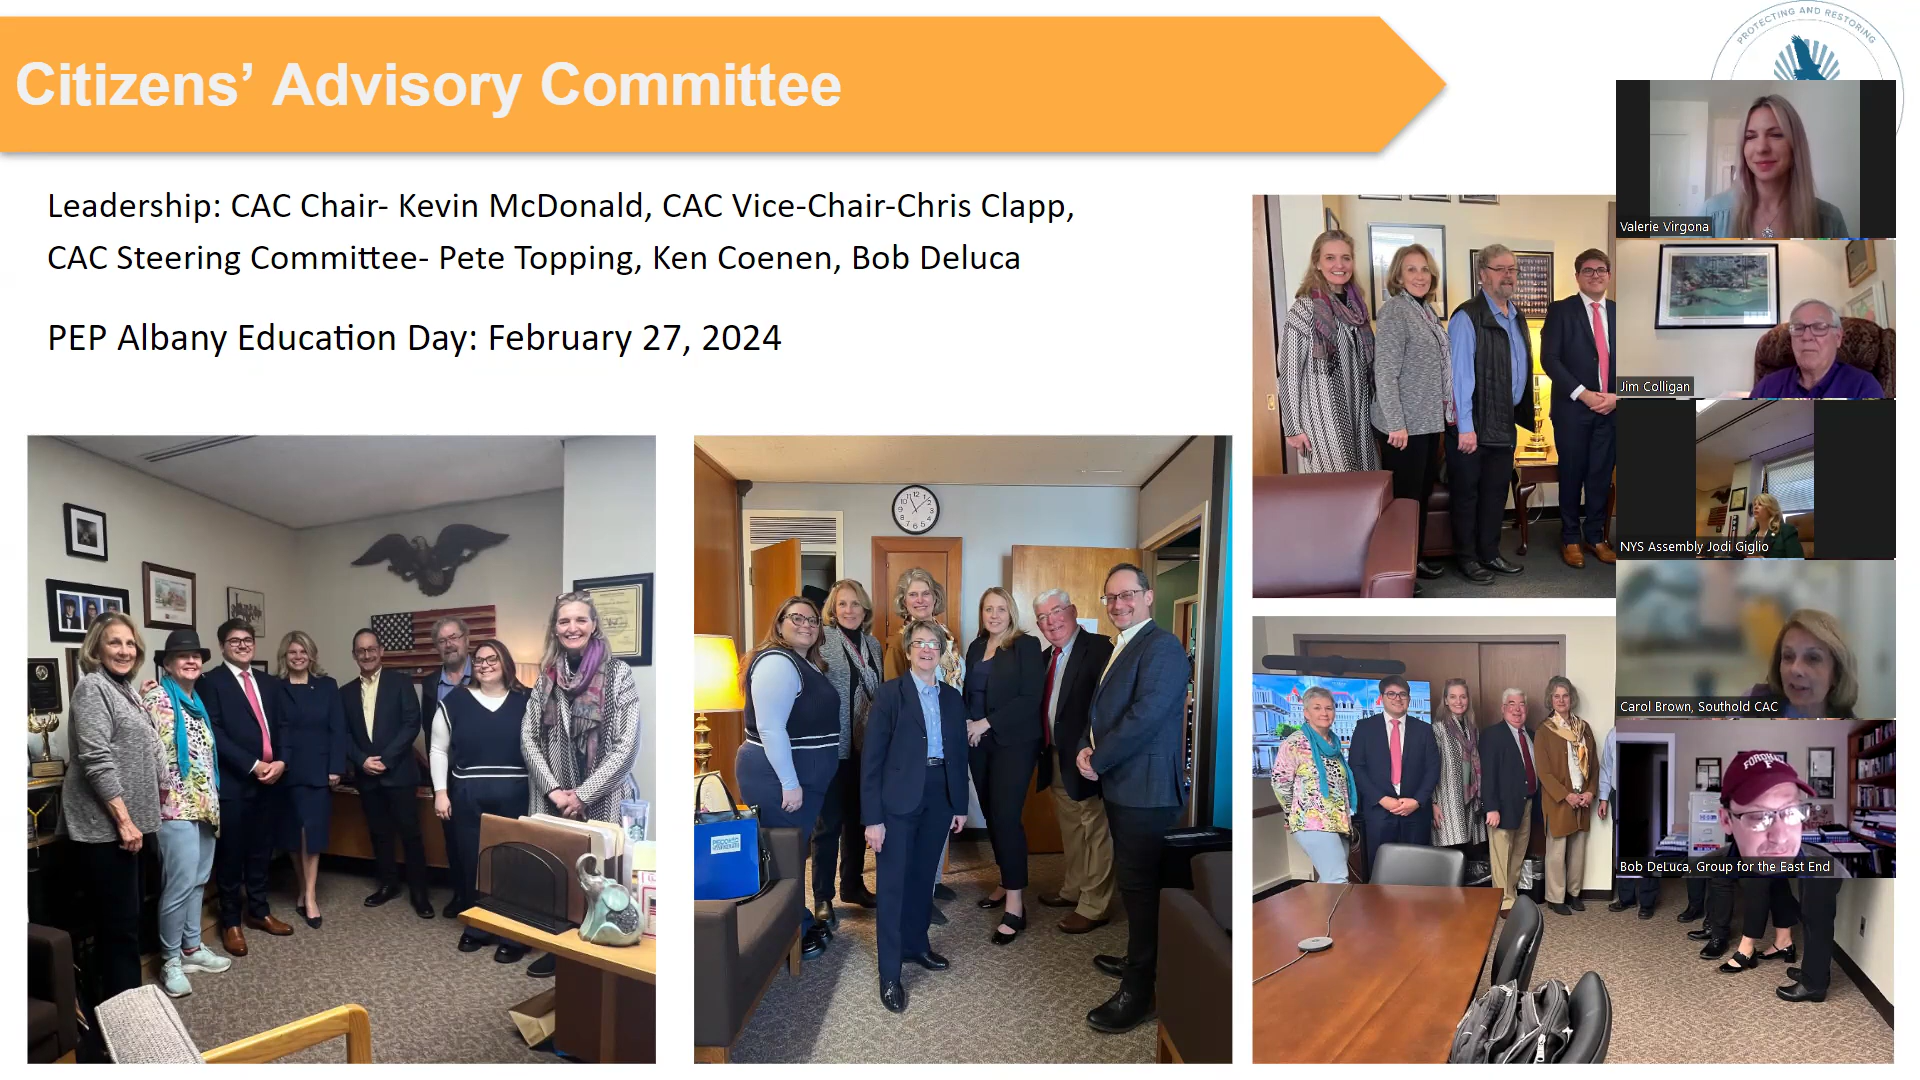 Citizens’ Advisory Committee
PROTECTING AND RESTORING
Leadership: CAC Chair- Kevin McDonald, CAC Vice-Chair-Chris Clapp,
CAC Steering Committee- Pete Topping, Ken Coenen, Bob Deluca
PEP Albany Education Day: February 27, 2024
Valerie Virgona
Jim Colligan
NYS Assembly Jodi Giglio
Carol Brown, Southold CAC
FORDHAM
Bob DeLuca, Group for the East End